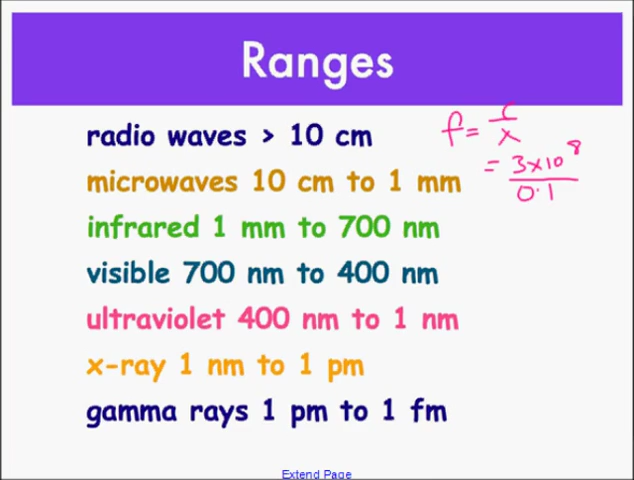 Ranges
radio waves > 10 cm
f = c/λ
microwaves 10 cm to 1 mm
= 3×10⁸/0.1
infrared 1 mm to 700 nm
visible 700 nm to 400 nm
ultraviolet 400 nm to 1 nm
x-ray 1 nm to 1 pm
gamma rays 1 pm to 1 fm
Extend Page